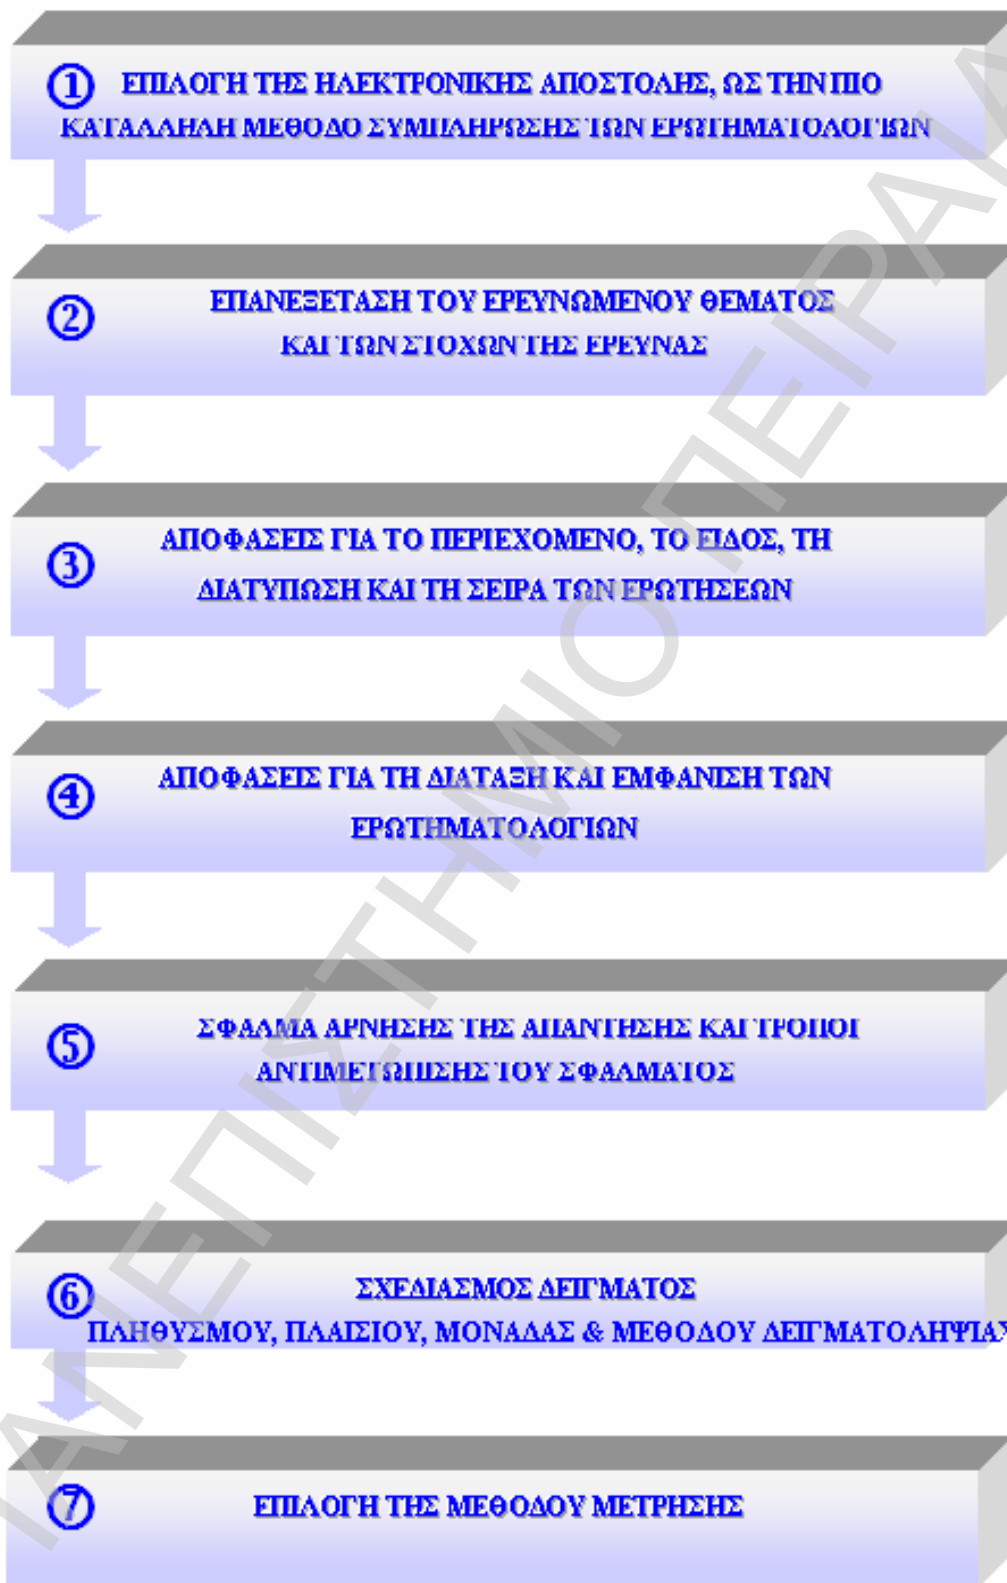 ① ΕΠΙΛΟΓΗ ΤΗΣ ΗΛΕΚΤΡΟΝΙΚΗΣ ΑΠΟΣΤΟΛΗΣ, ΩΣ ΤΗΝ ΠΙΟ
ΚΑΤΑΛΛΗΛΗ ΜΕΘΟΔΟ ΣΥΜΠΛΗΡΩΣΗΣ ΤΩΝ ΕΡΩΤΗΜΑΤΟΛΟΓΙΩΝ
② ΕΠΑΝΕΞΕΤΑΣΗ ΤΟΥ ΕΡΕΥΝΩΜΕΝΟΥ ΘΕΜΑΤΟΣ
ΚΑΙ ΤΩΝ ΣΤΟΧΩΝ ΤΗΣ ΕΡΕΥΝΑΣ
③ ΑΠΟΦΑΣΕΙΣ ΓΙΑ ΤΟ ΠΕΡΙΕΧΟΜΕΝΟ, ΤΟ ΕΙΔΟΣ, ΤΗ
ΔΙΑΤΥΠΩΣΗ ΚΑΙ ΤΗ ΣΕΙΡΑ ΤΩΝ ΕΡΩΤΗΣΕΩΝ
④ ΑΠΟΦΑΣΕΙΣ ΓΙΑ ΤΗ ΔΙΑΤΑΞΗ ΚΑΙ ΕΜΦΑΝΙΣΗ ΤΩΝ
ΕΡΩΤΗΜΑΤΟΛΟΓΙΩΝ
⑤ ΣΦΑΛΜΑ ΑΡΝΗΣΗΣ ΤΗΣ ΑΠΑΝΤΗΣΗΣ ΚΑΙ ΤΡΟΠΟΙ
ΑΝΤΙΜΕΤΩΠΙΣΗΣ ΤΟΥ ΣΦΑΛΜΑΤΟΣ
⑥ ΣΧΕΔΙΑΣΜΟΣ ΔΕΙΓΜΑΤΟΣ
ΠΛΗΘΥΣΜΟΥ, ΠΛΑΙΣΙΟΥ, ΜΟΝΑΔΑΣ & ΜΕΘΟΔΟΥ ΔΕΙΓΜΑΤΟΛΗΨΙΑΣ
⑦ ΕΠΙΛΟΓΗ ΤΗΣ ΜΕΘΟΔΟΥ ΜΕΤΡΗΣΗΣ
ΠΑΝΕΠΙΣΤΗΜΙΟ ΠΕΙΡΑΙ